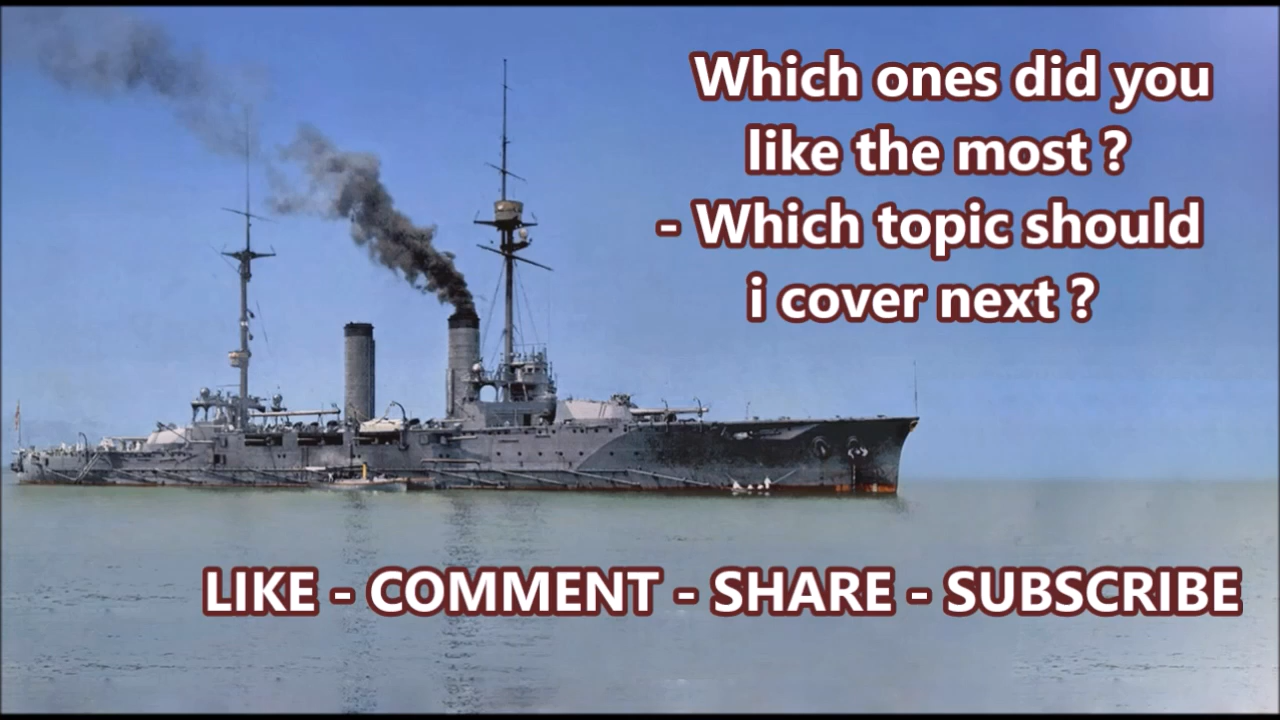 Which ones did you
like the most ?
- Which topic should
i cover next ?
LIKE - COMMENT - SHARE - SUBSCRIBE